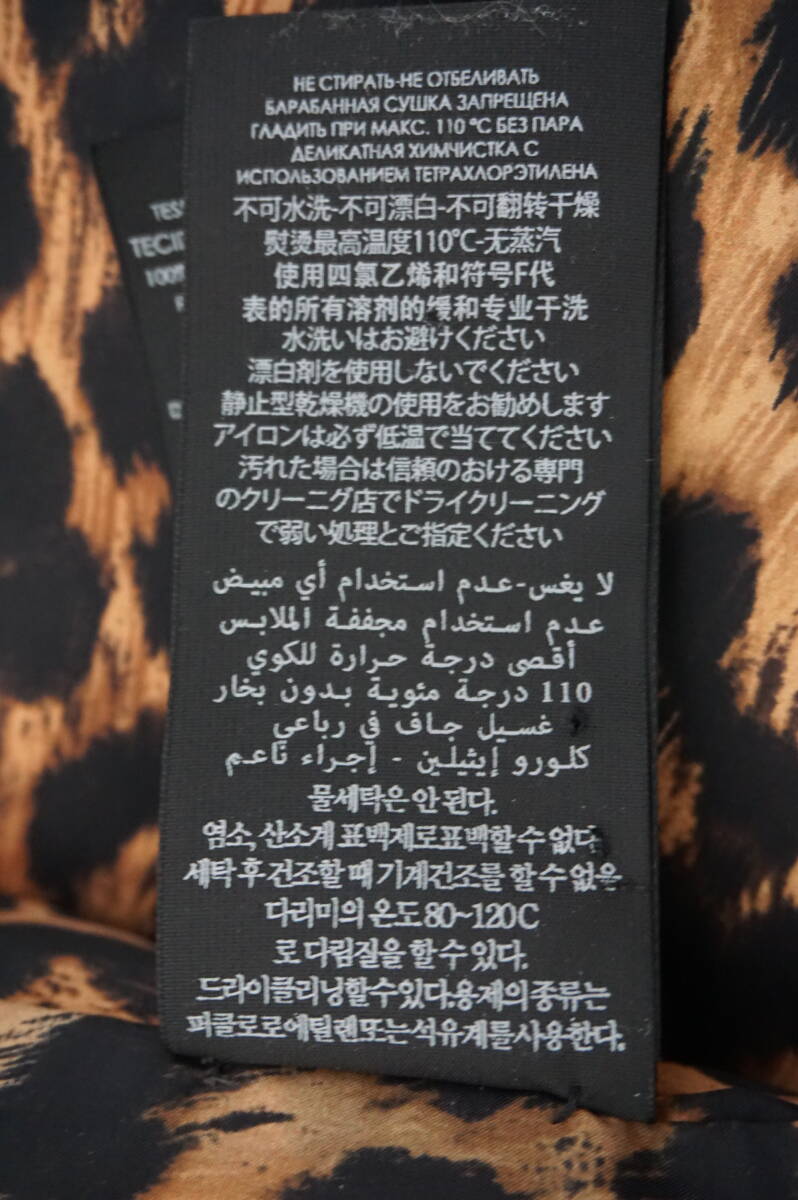 НЕ СТИРАТЬ-НЕ ОТБЕЛИВАТЬ
БАРАБАННАЯ СУШКА ЗАПРЕЩЕНА
ГЛАДИТЬ ПРИ МАКС. 110 °C БЕЗ ПАРА
ДЕЛИКАТНАЯ ХИМЧИСТКА С
ИСПОЛЬЗОВАНИЕМ ТЕТРАХЛОРЭТИЛЕНА
不可水洗-不可漂白-不可翻转干燥
熨烫最高温度110°C-无蒸汽
使用四氯乙烯和符号F代
表的所有溶剂的缓和专业干洗
水洗いはお避けください
漂白剤を使用しないでください
静止型乾燥機の使用をお勧めします
アイロンは必ず低温で当ててください
汚れた場合は信頼のおける専門
のクリーニグ店でドライクリーニング
で弱い処理とご指定ください
لا يغس-عدم استخدام أي مبيض
عدم استخدام مجففة الملابس
أقصى درجة حرارة للكوي
110 درجة مئوية بدون بخار
غسيل جاف في رباعي
كلورو إيثيلين - إجراء ناعم
물세탁은 안 된다.
염소, 산소계 표백제로 표백할 수 없다
세탁 후 건조할 때 기계건조를 할 수 없음
다리미의 온도 80~120C
로 다림질을 할 수 있다.
드라이클리닝할 수 있다.용제의 종류는
퍼클로로에틸렌또는 석유계를 사용한다.
TECID
100%